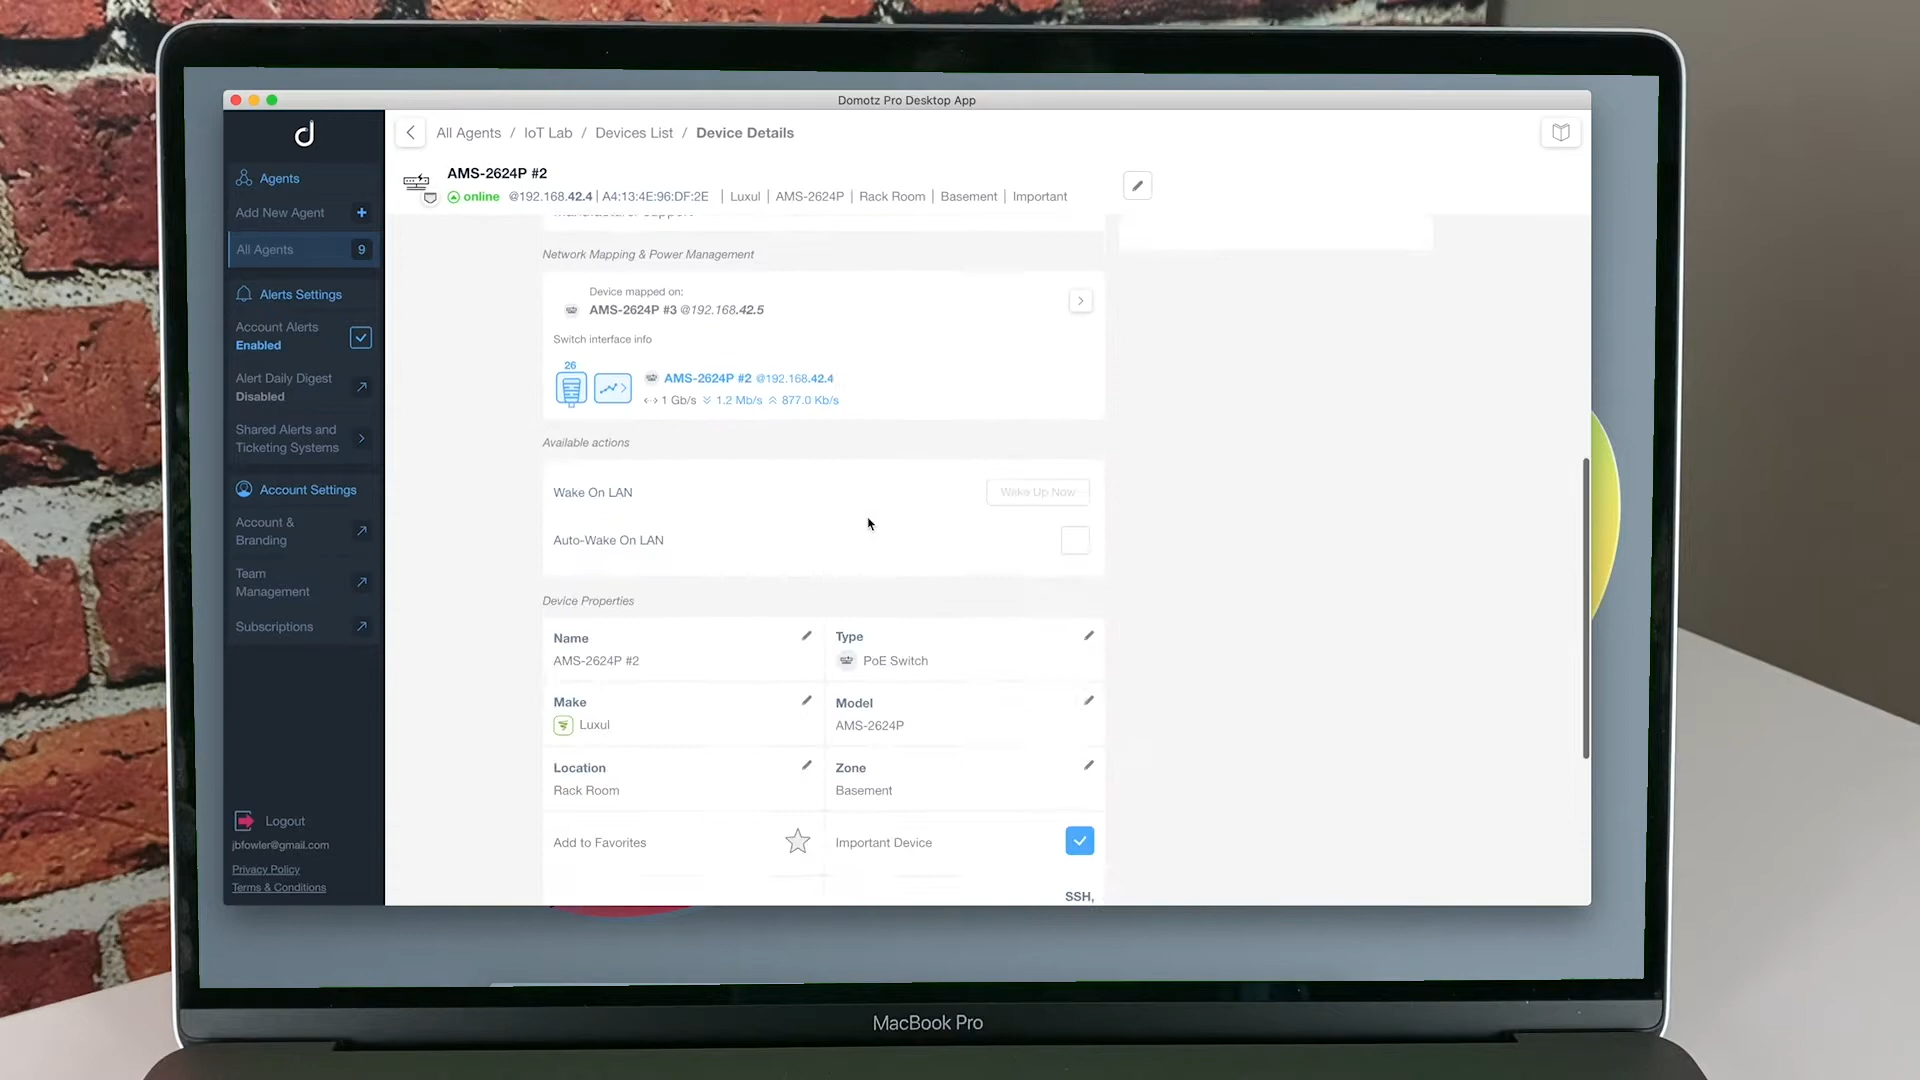 Domotz Pro Desktop App
All Agents / IoT Lab / Devices List / Device Details
AMS-2624P #2
online @192.168.42.4 | A4:13:4E:96:DF:2E | Luxul | AMS-2624P | Rack Room | Basement | Important
Agents
Add New Agent +
All Agents 9
Alerts Settings
Account Alerts
Enabled
Alert Daily Digest
Disabled
Shared Alerts and
Ticketing Systems
Account Settings
Account &
Branding
Team
Management
Subscriptions
Logout
jbfowler@gmail.com
Privacy Policy
Terms & Conditions
Manufacturer Support
Network Mapping & Power Management
Device mapped on:
AMS-2624P #3 @192.168.42.5
Switch interface info
26
AMS-2624P #2 @192.168.42.4
1 Gb/s 1.2 Mb/s 877.0 Kb/s
Available actions
Wake On LAN
Wake Up Now
Auto-Wake On LAN
Device Properties
Name
AMS-2624P #2
Type
PoE Switch
Make
Luxul
Model
AMS-2624P
Location
Rack Room
Zone
Basement
Add to Favorites
Important Device
SSH,
MacBook Pro